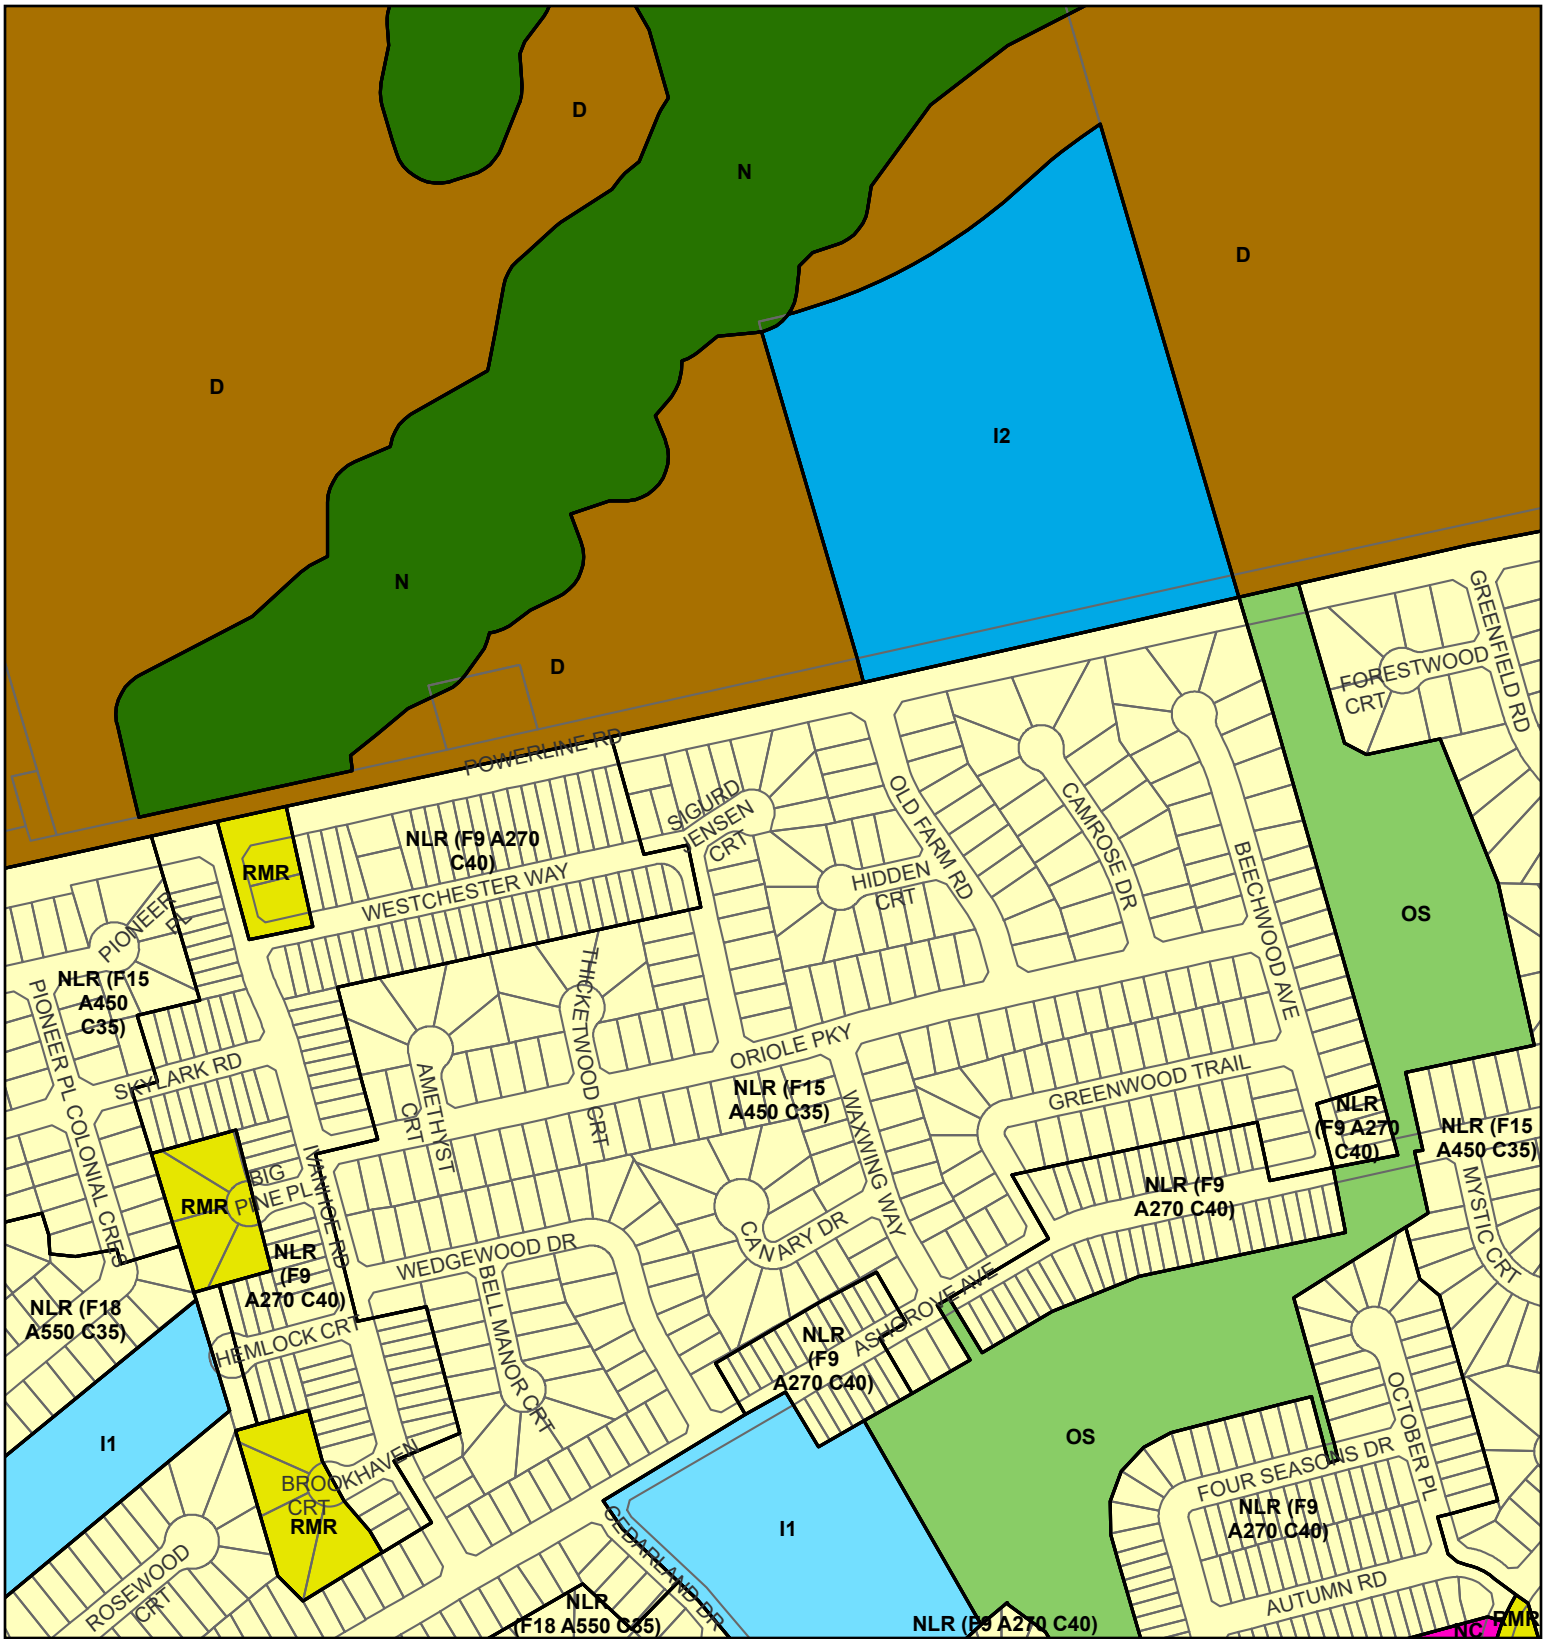 D
N
D
D
I2
N
D
GREENFIELD RD
FORESTWOOD
CRT
POWERLINE RD
SIGURD
JENSEN
CRT
OLD FARM RD
CAMROSE DR
NLR (F9 A270
C40)
RMR
WESTCHESTER WAY
HIDDEN
CRT
BEECHWOOD AVE
OS
PIONEER
PL
NLR (F15
A450
C35)
THICKETWOOD CRT
PIONEER PL
ORIOLE PKY
SKYLARK RD
AMETHYST
CRT
NLR (F15
A450 C35)
GREENWOOD TRAIL
NLR
(F9 A270
C40)
NLR (F15
A450 C35)
COLONIAL CRES
IVANHOE RD
WAXWING WAY
BIG
PINE PL
RMR
NLR (F9
A270 C40)
MYSTIC CRT
CANARY DR
WEDGEWOOD DR
NLR
(F9
A270 C40)
BELL MANOR CRT
ASHGROVE AVE
NLR (F18
A550 C35)
HEMLOCK CRT
NLR
(F9
A270 C40)
OCTOBER PL
I1
OS
BROOKHAVEN
CRT
RMR
FOUR SEASONS DR
NLR (F9
A270 C40)
I1
CEDARLAND DR
ROSEWOOD
CRT
AUTUMN RD
NLR
(F18 A550 C35)
NLR (F9 A270 C40)
NC
RMR